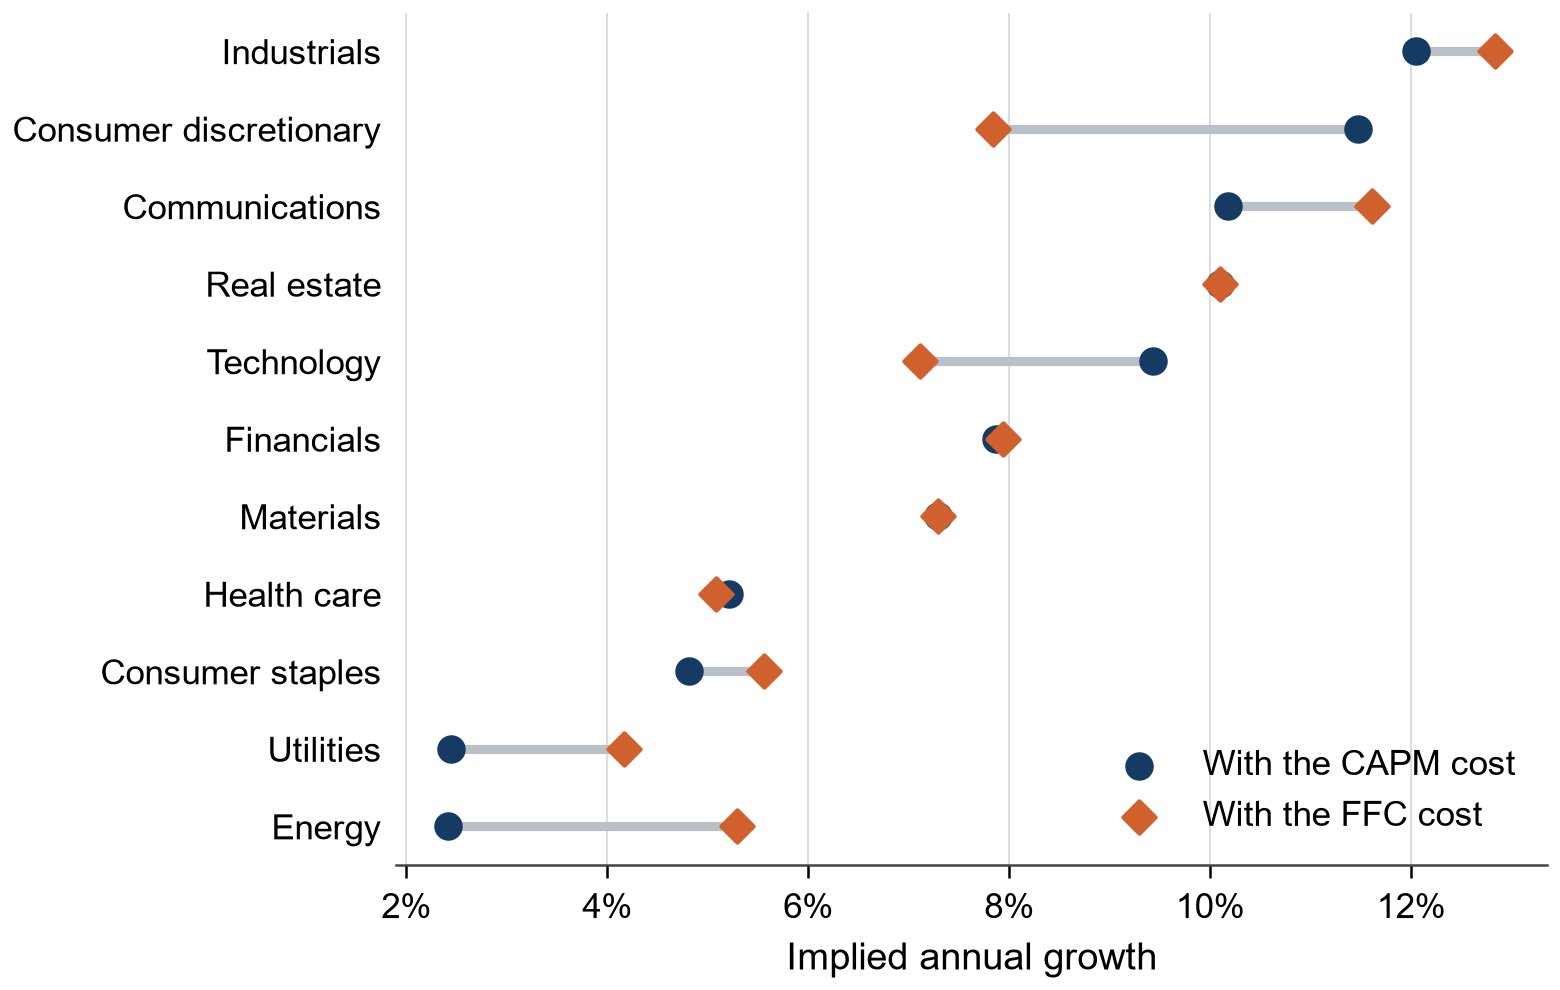 Industrials
Consumer discretionary
Communications
Real estate
Technology
Financials
Materials
Health care
Consumer staples
Utilities
Energy
With the CAPM cost
With the FFC cost
2% 4% 6% 8% 10% 12%
Implied annual growth